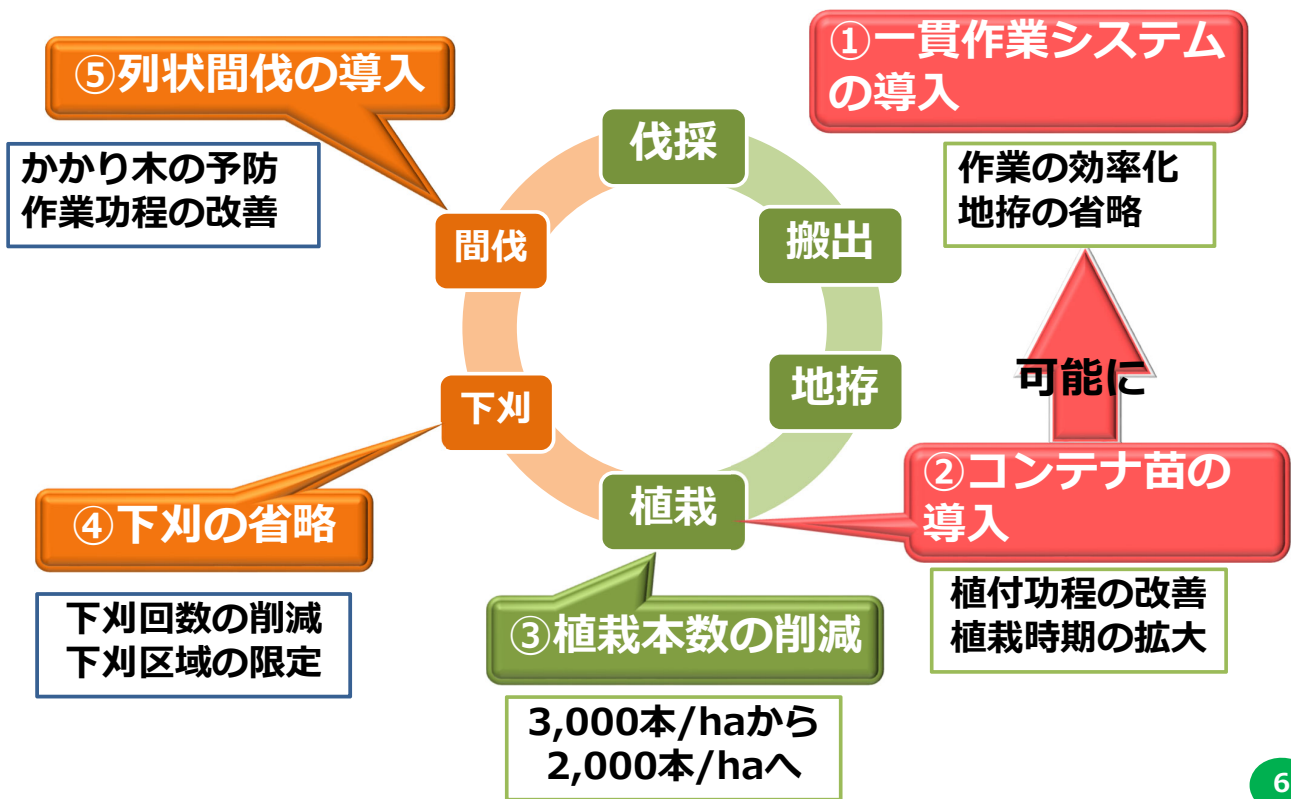 ⑤列状間伐の導入
かかり木の予防
作業功程の改善
①一貫作業システム
の導入
作業の効率化
地拵の省略
可能に
伐採
搬出
地拵
植栽
下刈
間伐
②コンテナ苗の
導入
植付功程の改善
植栽時期の拡大
③植栽本数の削減
3,000本/haから
2,000本/haへ
④下刈の省略
下刈回数の削減
下刈区域の限定
6